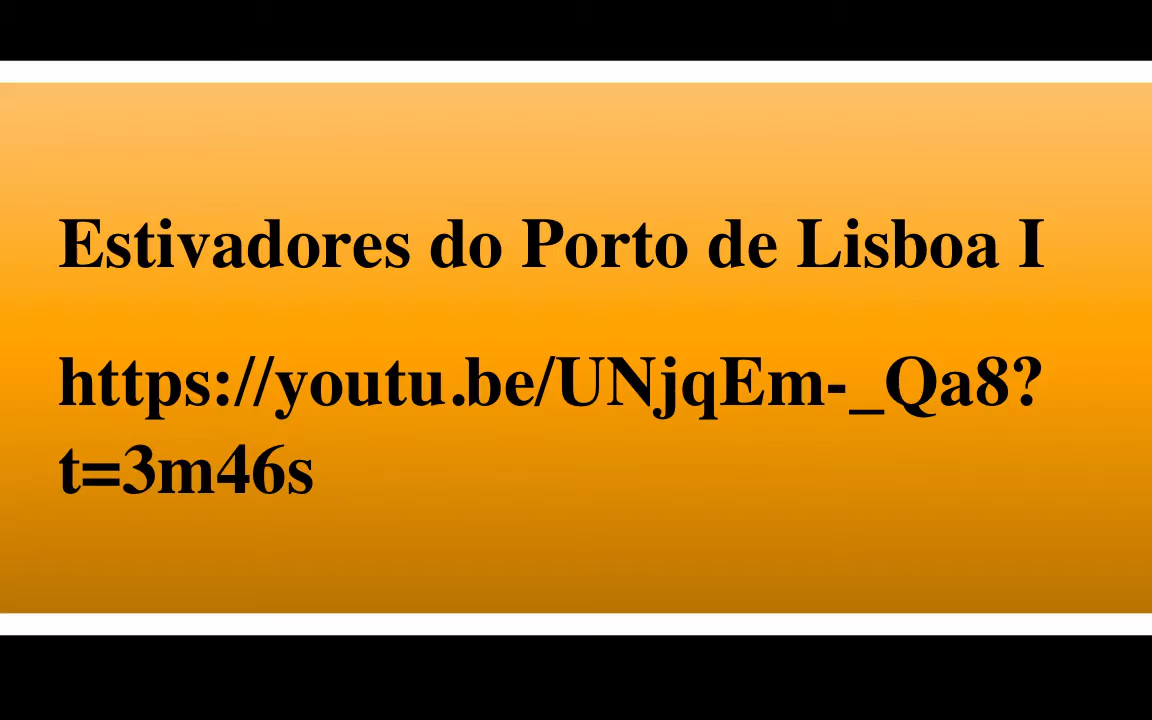 Estivadores do Porto de Lisboa I
https://youtu.be/UNjqEm-_Qa8?
t=3m46s